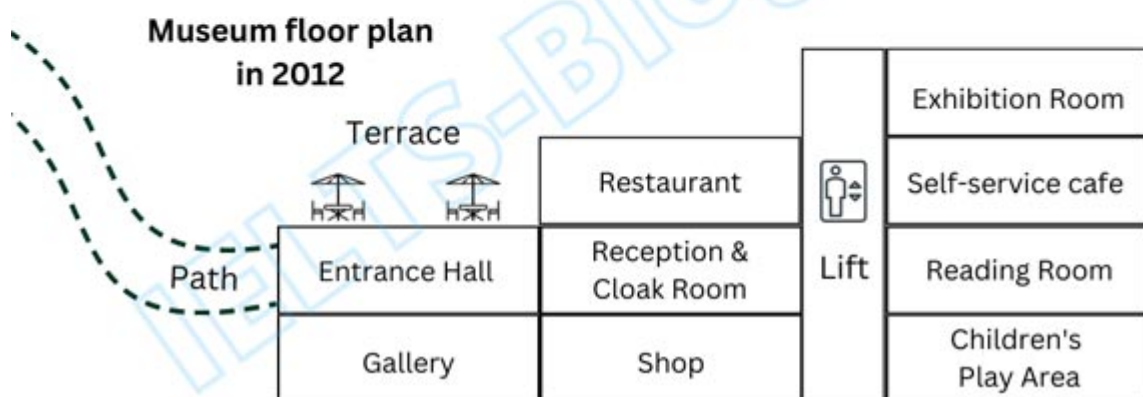 Museum floor plan
in 2012
Terrace
Exhibition Room
Restaurant
Self-service cafe
Path
Entrance Hall
Reception &
Cloak Room
Lift
Reading Room
Gallery
Shop
Children's
Play Area